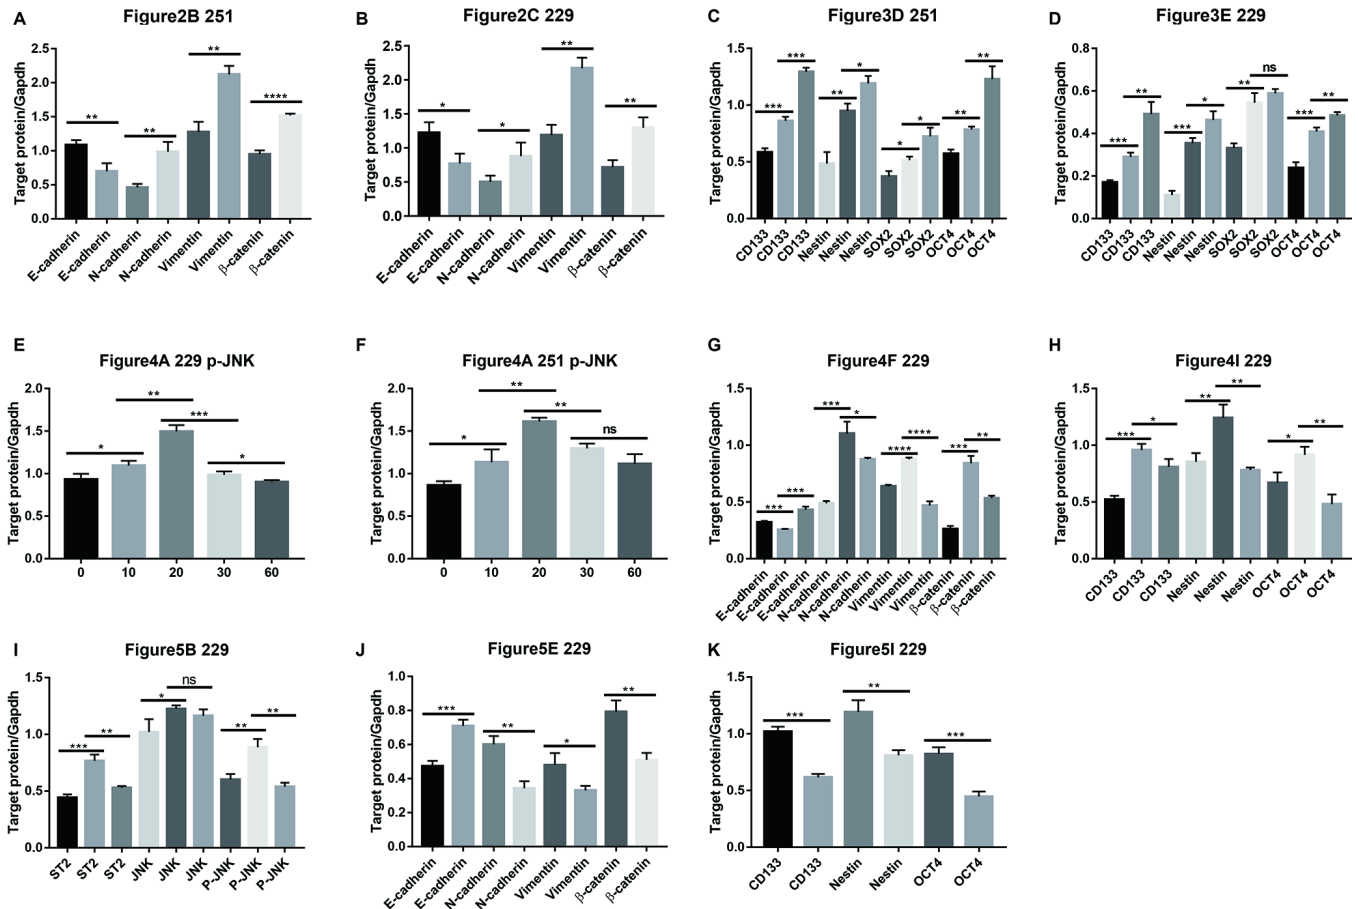 A
Figure2B 251
Target protein/Gapdh
2.5
2.0
1.5
1.0
0.5
0.0
**
**
**
****
E-cadherin
E-cadherin
N-cadherin
N-cadherin
Vimentin
Vimentin
β-catenin
β-catenin
B
Figure2C 229
Target protein/Gapdh
2.5
2.0
1.5
1.0
0.5
0.0
*
*
**
**
E-cadherin
E-cadherin
N-cadherin
N-cadherin
Vimentin
Vimentin
β-catenin
β-catenin
C
Figure3D 251
Target protein/Gapdh
1.5
1.0
0.5
0.0
***
***
**
*
*
*
**
**
CD133
CD133
CD133
Nestin
Nestin
Nestin
SOX2
SOX2
SOX2
OCT4
OCT4
OCT4
D
Figure3E 229
Target protein/Gapdh
0.8
0.6
0.4
0.2
0.0
***
**
***
*
**
ns
***
**
CD133
CD133
CD133
Nestin
Nestin
Nestin
SOX2
SOX2
SOX2
OCT4
OCT4
OCT4
E
Figure4A 229 p-JNK
Target protein/Gapdh
2.0
1.5
1.0
0.5
0.0
*
**
***
*
0
10
20
30
60
F
Figure4A 251 p-JNK
Target protein/Gapdh
2.0
1.5
1.0
0.5
0.0
*
**
**
ns
0
10
20
30
60
G
Figure4F 229
Target protein/Gapdh
1.5
1.0
0.5
0.0
***
***
***
*
****
****
***
**
E-cadherin
E-cadherin
E-cadherin
N-cadherin
N-cadherin
N-cadherin
Vimentin
Vimentin
Vimentin
β-catenin
β-catenin
β-catenin
H
Figure4I 229
Target protein/Gapdh
1.5
1.0
0.5
0.0
***
*
**
**
*
**
CD133
CD133
CD133
Nestin
Nestin
Nestin
OCT4
OCT4
OCT4
I
Figure5B 229
Target protein/Gapdh
1.5
1.0
0.5
0.0
***
**
*
ns
**
**
ST2
ST2
ST2
JNK
JNK
JNK
P-JNK
P-JNK
P-JNK
J
Figure5E 229
Target protein/Gapdh
1.0
0.8
0.6
0.4
0.2
0.0
***
**
*
**
E-cadherin
E-cadherin
N-cadherin
N-cadherin
Vimentin
Vimentin
β-catenin
β-catenin
K
Figure5I 229
Target protein/Gapdh
1.5
1.0
0.5
0.0
***
**
***
CD133
CD133
Nestin
Nestin
OCT4
OCT4